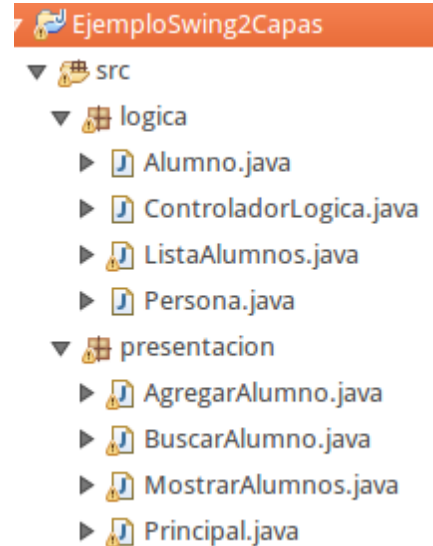 EjemploSwing2Capas
src
logica
Alumno.java
ControladorLogica.java
ListaAlumnos.java
Persona.java
presentacion
AgregarAlumno.java
BuscarAlumno.java
MostrarAlumnos.java
Principal.java